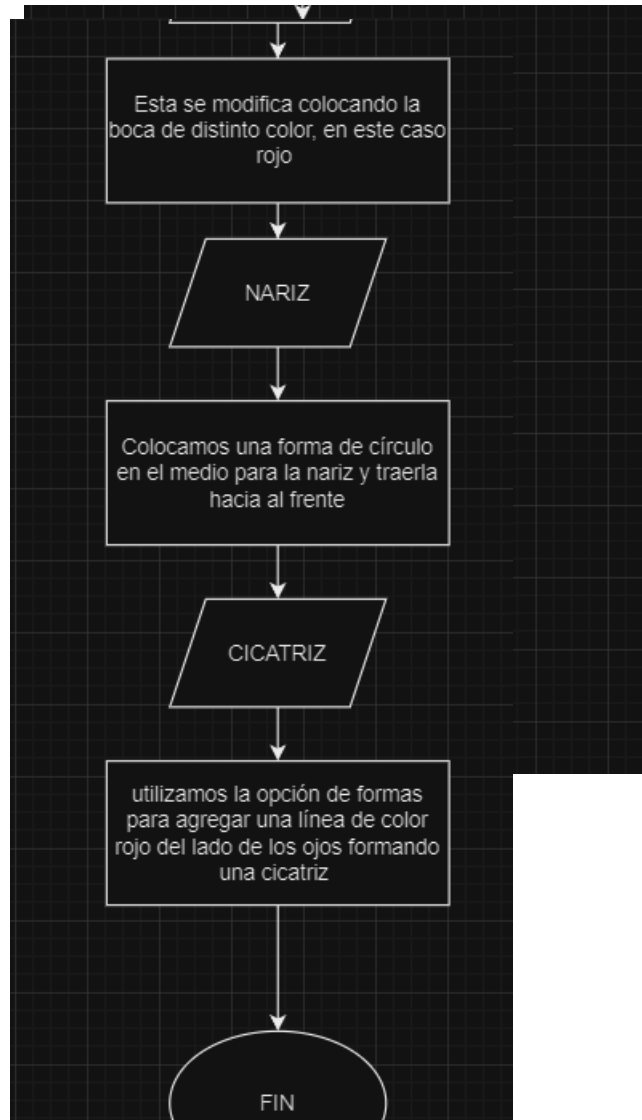 Esta se modifica colocando la
boca de distinto color, en este caso
rojo
NARIZ
Colocamos una forma de círculo
en el medio para la nariz y traerla
hacia al frente
CICATRIZ
utilizamos la opción de formas
para agregar una línea de color
rojo del lado de los ojos formando
una cicatriz
FIN